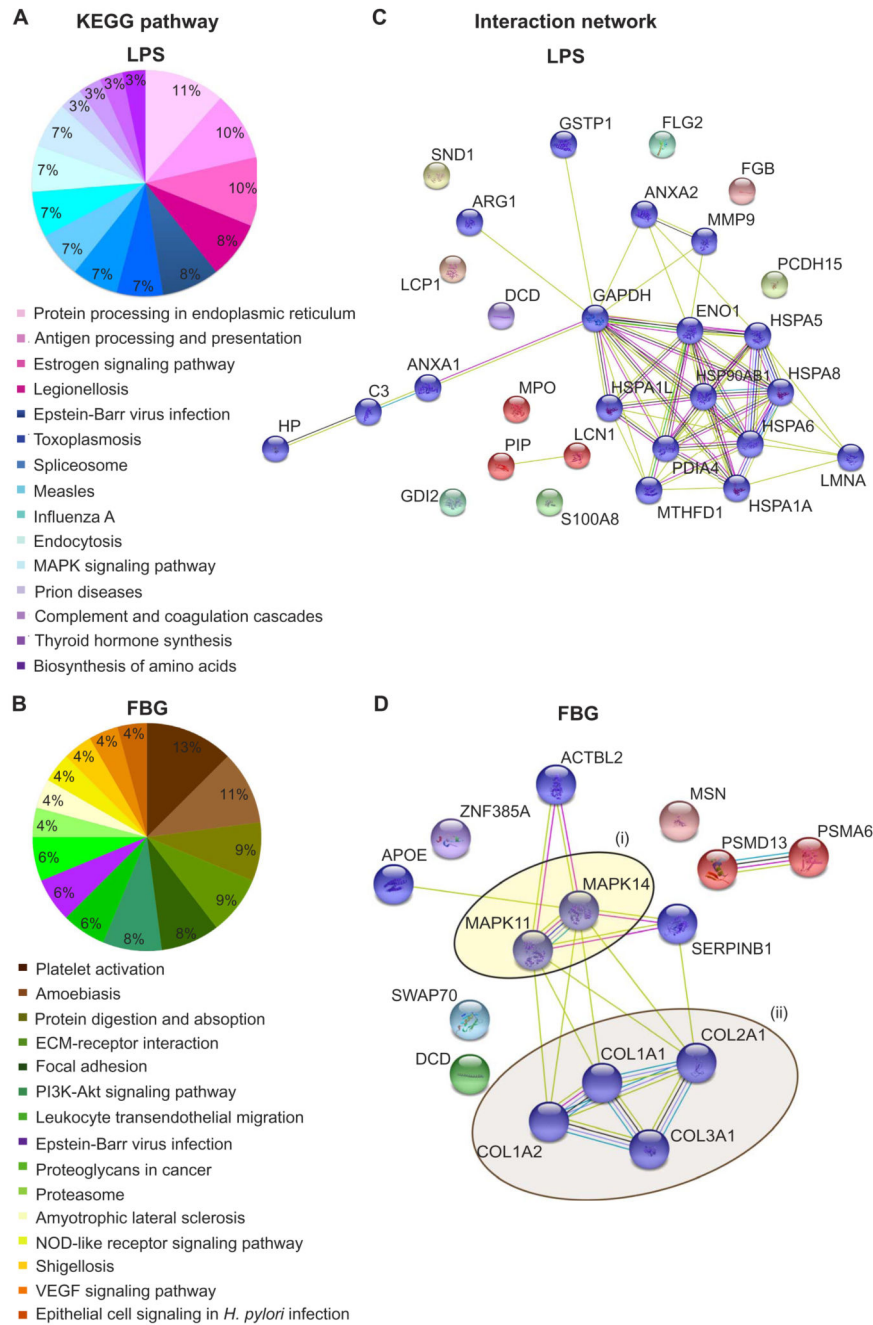 A
KEGG pathway
LPS
11%
10%
10%
8%
8%
7%
7%
7%
7%
7%
7%
3%
3%
3%
3%
Protein processing in endoplasmic reticulum
Antigen processing and presentation
Estrogen signaling pathway
Legionellosis
Epstein-Barr virus infection
Toxoplasmosis
Spliceosome
Measles
Influenza A
Endocytosis
MAPK signaling pathway
Prion diseases
Complement and coagulation cascades
Thyroid hormone synthesis
Biosynthesis of amino acids
C
Interaction network
LPS
GSTP1
FLG2
SND1
FGB
ARG1
ANXA2
MMP9
LCP1
PCDH15
DCD
GAPDH
ENO1
HSPA5
ANXA1
HSP90AB1
HSPA8
C3
HSPA1L
HP
MPO
LCN1
HSPA6
PIP
PDIA4
LMNA
GDI2
S100A8
MTHFD1
HSPA1A
B
FBG
13%
11%
9%
9%
8%
8%
6%
6%
6%
4%
4%
4%
4%
4%
4%
Platelet activation
Amoebiasis
Protein digestion and absoption
ECM-receptor interaction
Focal adhesion
PI3K-Akt signaling pathway
Leukocyte transendothelial migration
Epstein-Barr virus infection
Proteoglycans in cancer
Proteasome
Amyotrophic lateral sclerosis
NOD-like receptor signaling pathway
Shigellosis
VEGF signaling pathway
Epithelial cell signaling in H. pylori infection
D
FBG
ACTBL2
MSN
ZNF385A
(i)
PSMD13
PSMA6
APOE
MAPK14
MAPK11
SERPINB1
SWAP70
(ii)
DCD
COL1A1
COL2A1
COL1A2
COL3A1